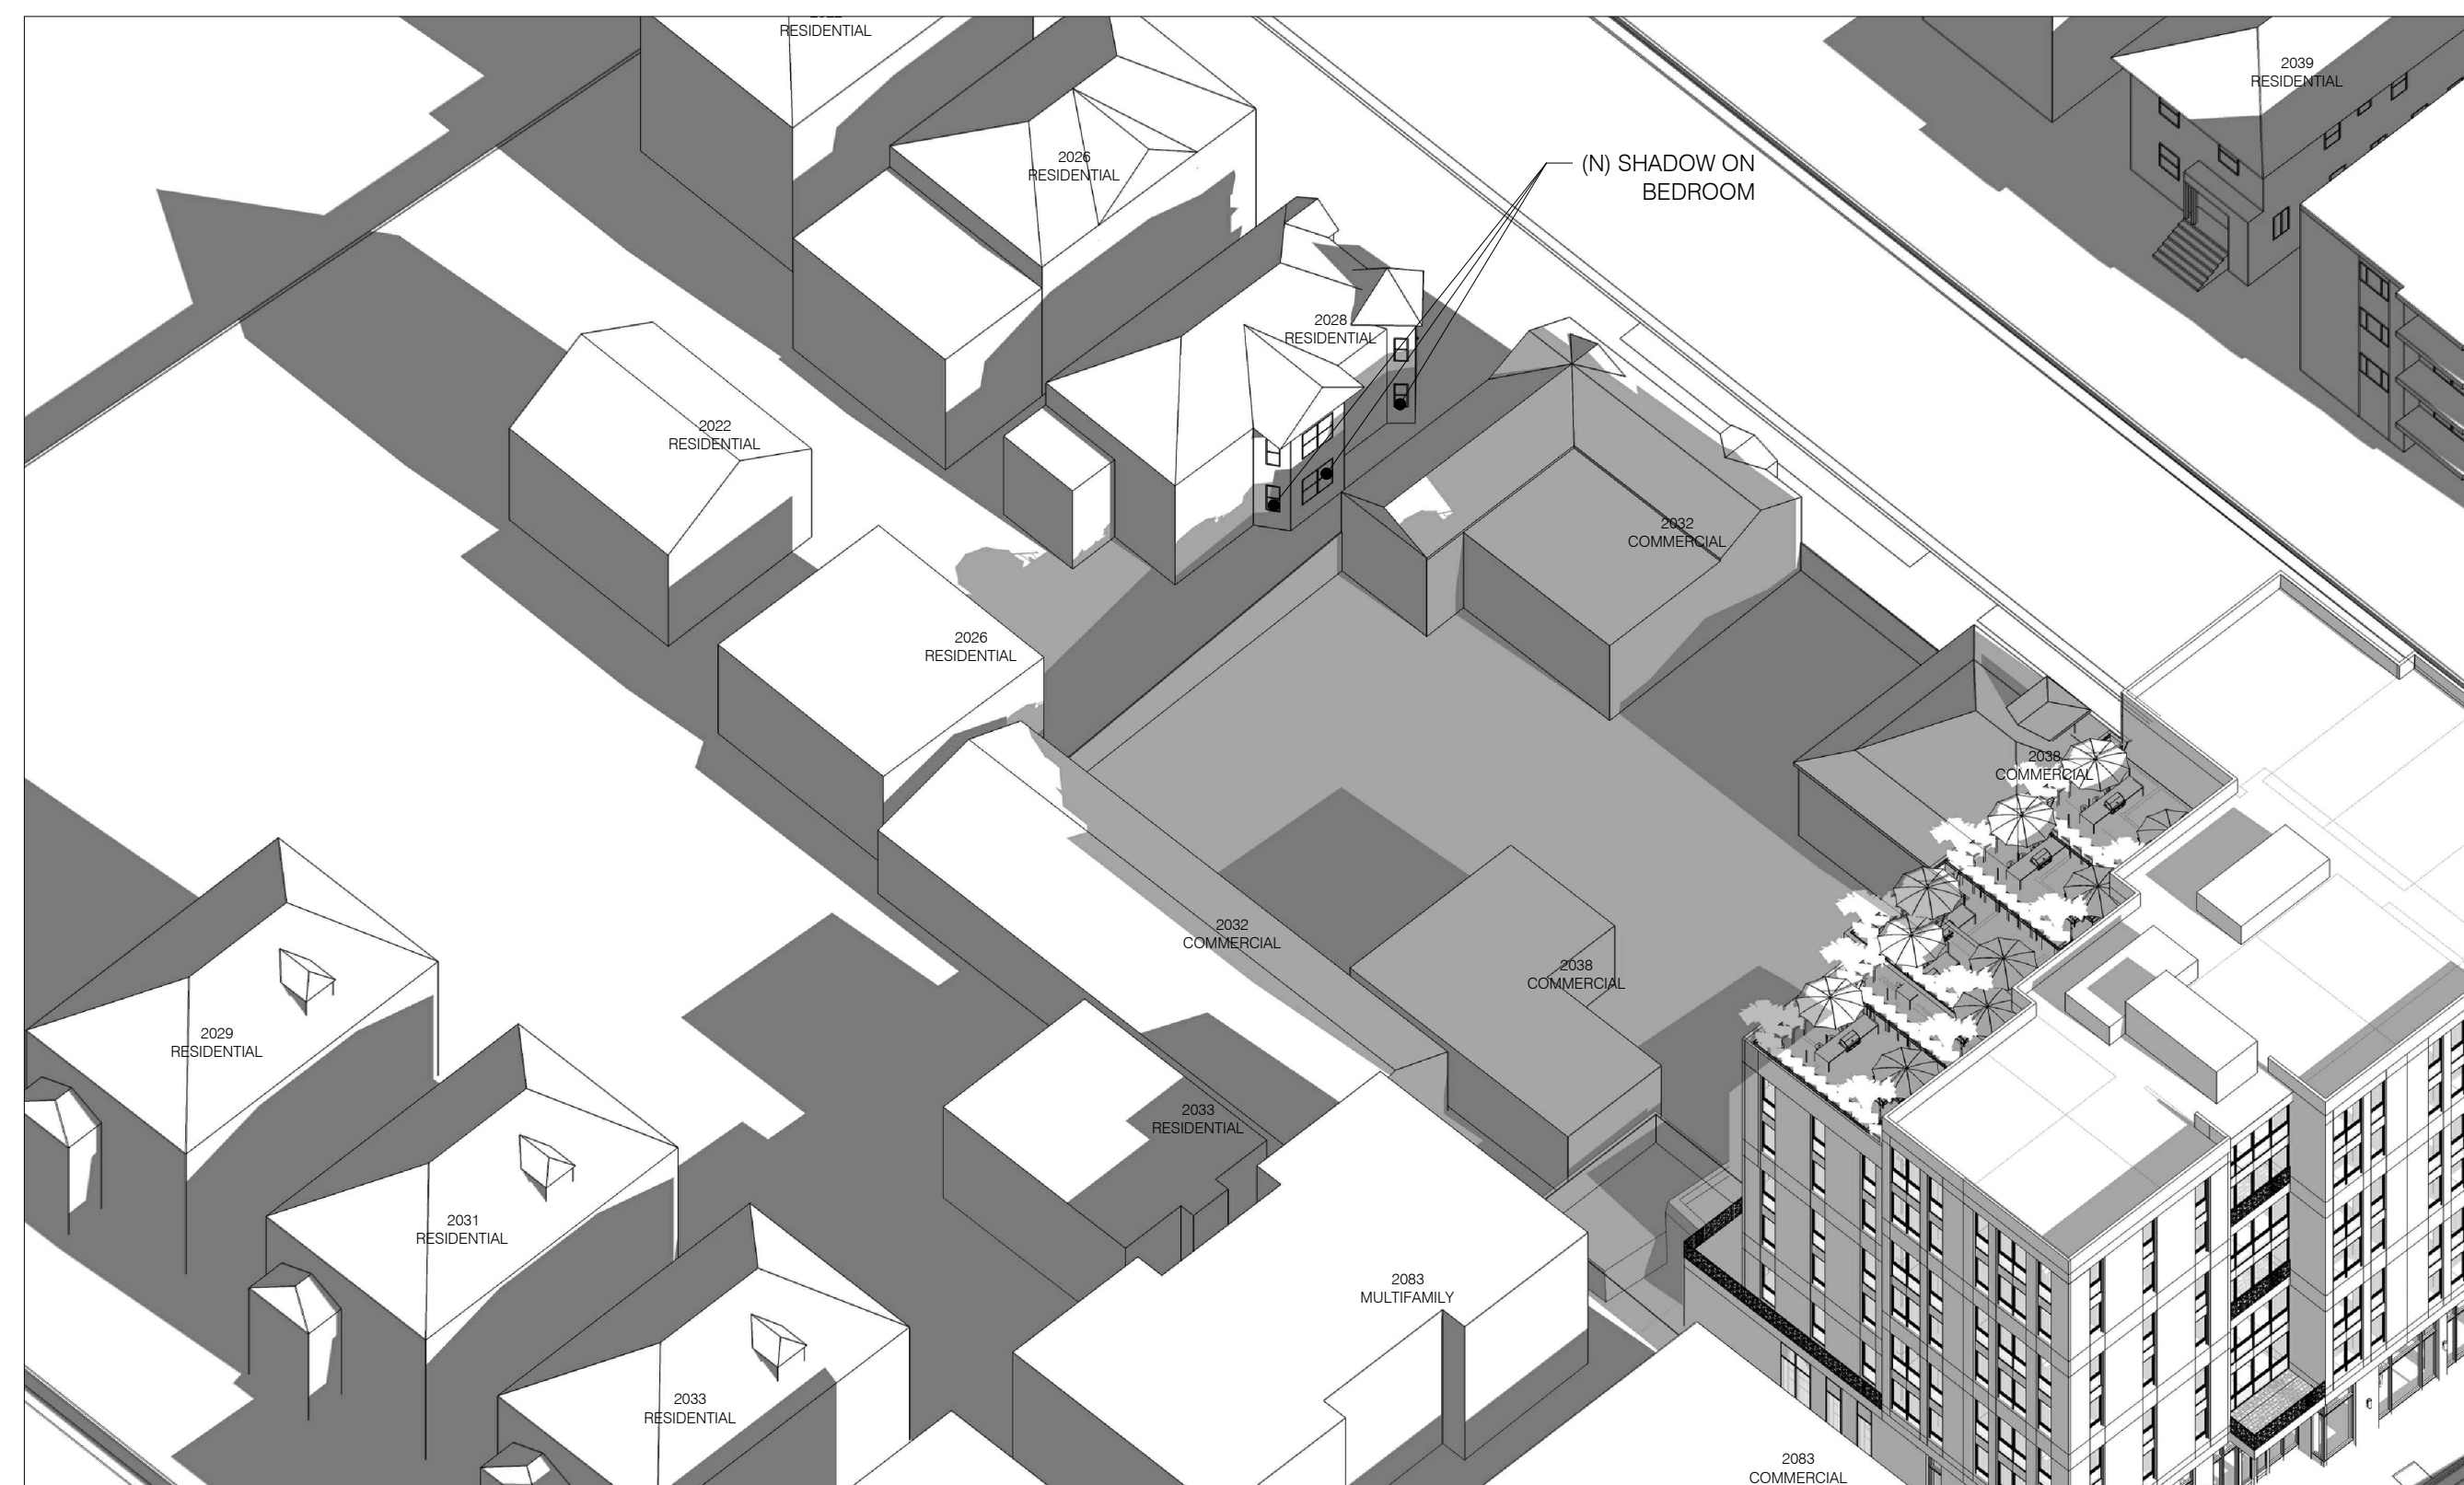 RESIDENTIAL
2039
RESIDENTIAL
2026
RESIDENTIAL
(N) SHADOW ON
BEDROOM
2028
RESIDENTIAL
2022
RESIDENTIAL
2032
COMMERCIAL
2026
RESIDENTIAL
2038
COMMERCIAL
2032
COMMERCIAL
2038
COMMERCIAL
2029
RESIDENTIAL
2033
RESIDENTIAL
2031
RESIDENTIAL
2083
MULTIFAMILY
2033
RESIDENTIAL
2083
COMMERCIAL